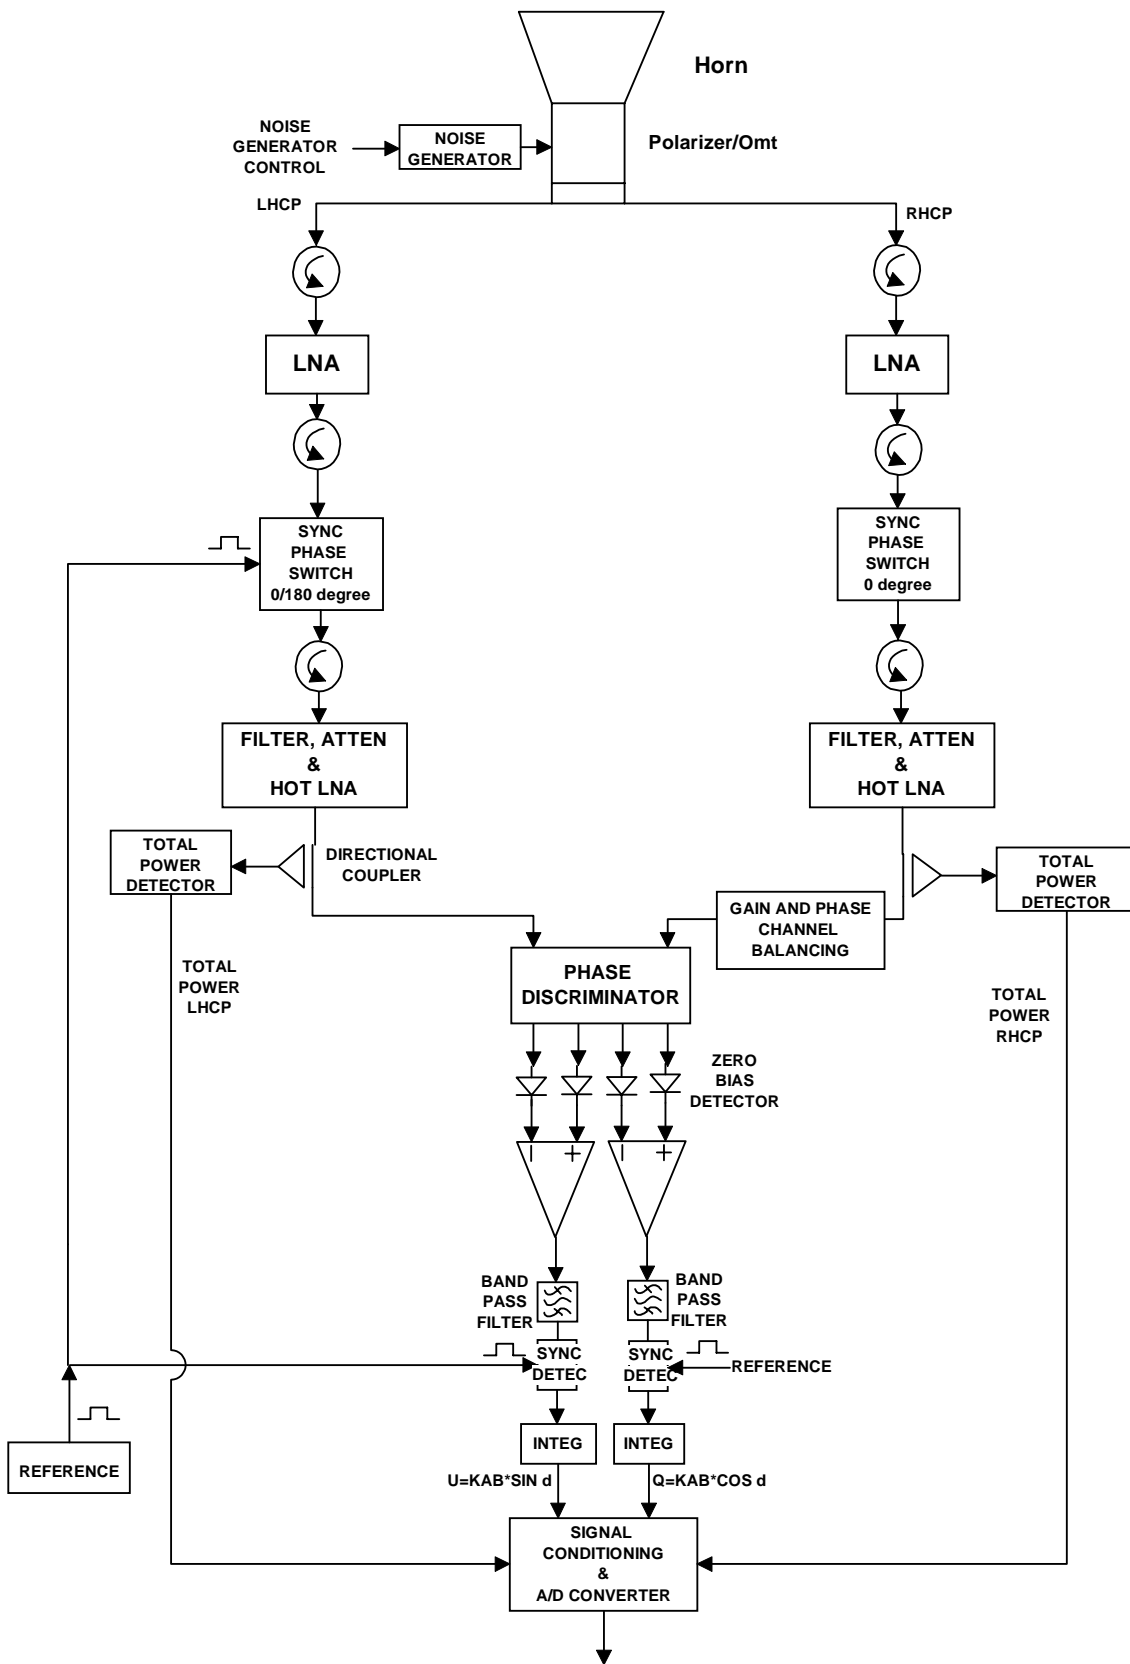 Horn
NOISE
GENERATOR
CONTROL
NOISE
GENERATOR
Polarizer/Omt
LHCP
RHCP
LNA
LNA
SYNC
PHASE
SWITCH
0/180 degree
SYNC
PHASE
SWITCH
0 degree
FILTER, ATTEN
&
HOT LNA
FILTER, ATTEN
&
HOT LNA
TOTAL
POWER
DETECTOR
DIRECTIONAL
COUPLER
TOTAL
POWER
DETECTOR
GAIN AND PHASE
CHANNEL
BALANCING
TOTAL
POWER
LHCP
PHASE
DISCRIMINATOR
TOTAL
POWER
RHCP
ZERO
BIAS
DETECTOR
BAND
PASS
FILTER
BAND
PASS
FILTER
SYNC
DETEC
SYNC
DETEC
REFERENCE
REFERENCE
INTEG
INTEG
U=KAB*SIN d
Q=KAB*COS d
SIGNAL
CONDITIONING
&
A/D CONVERTER